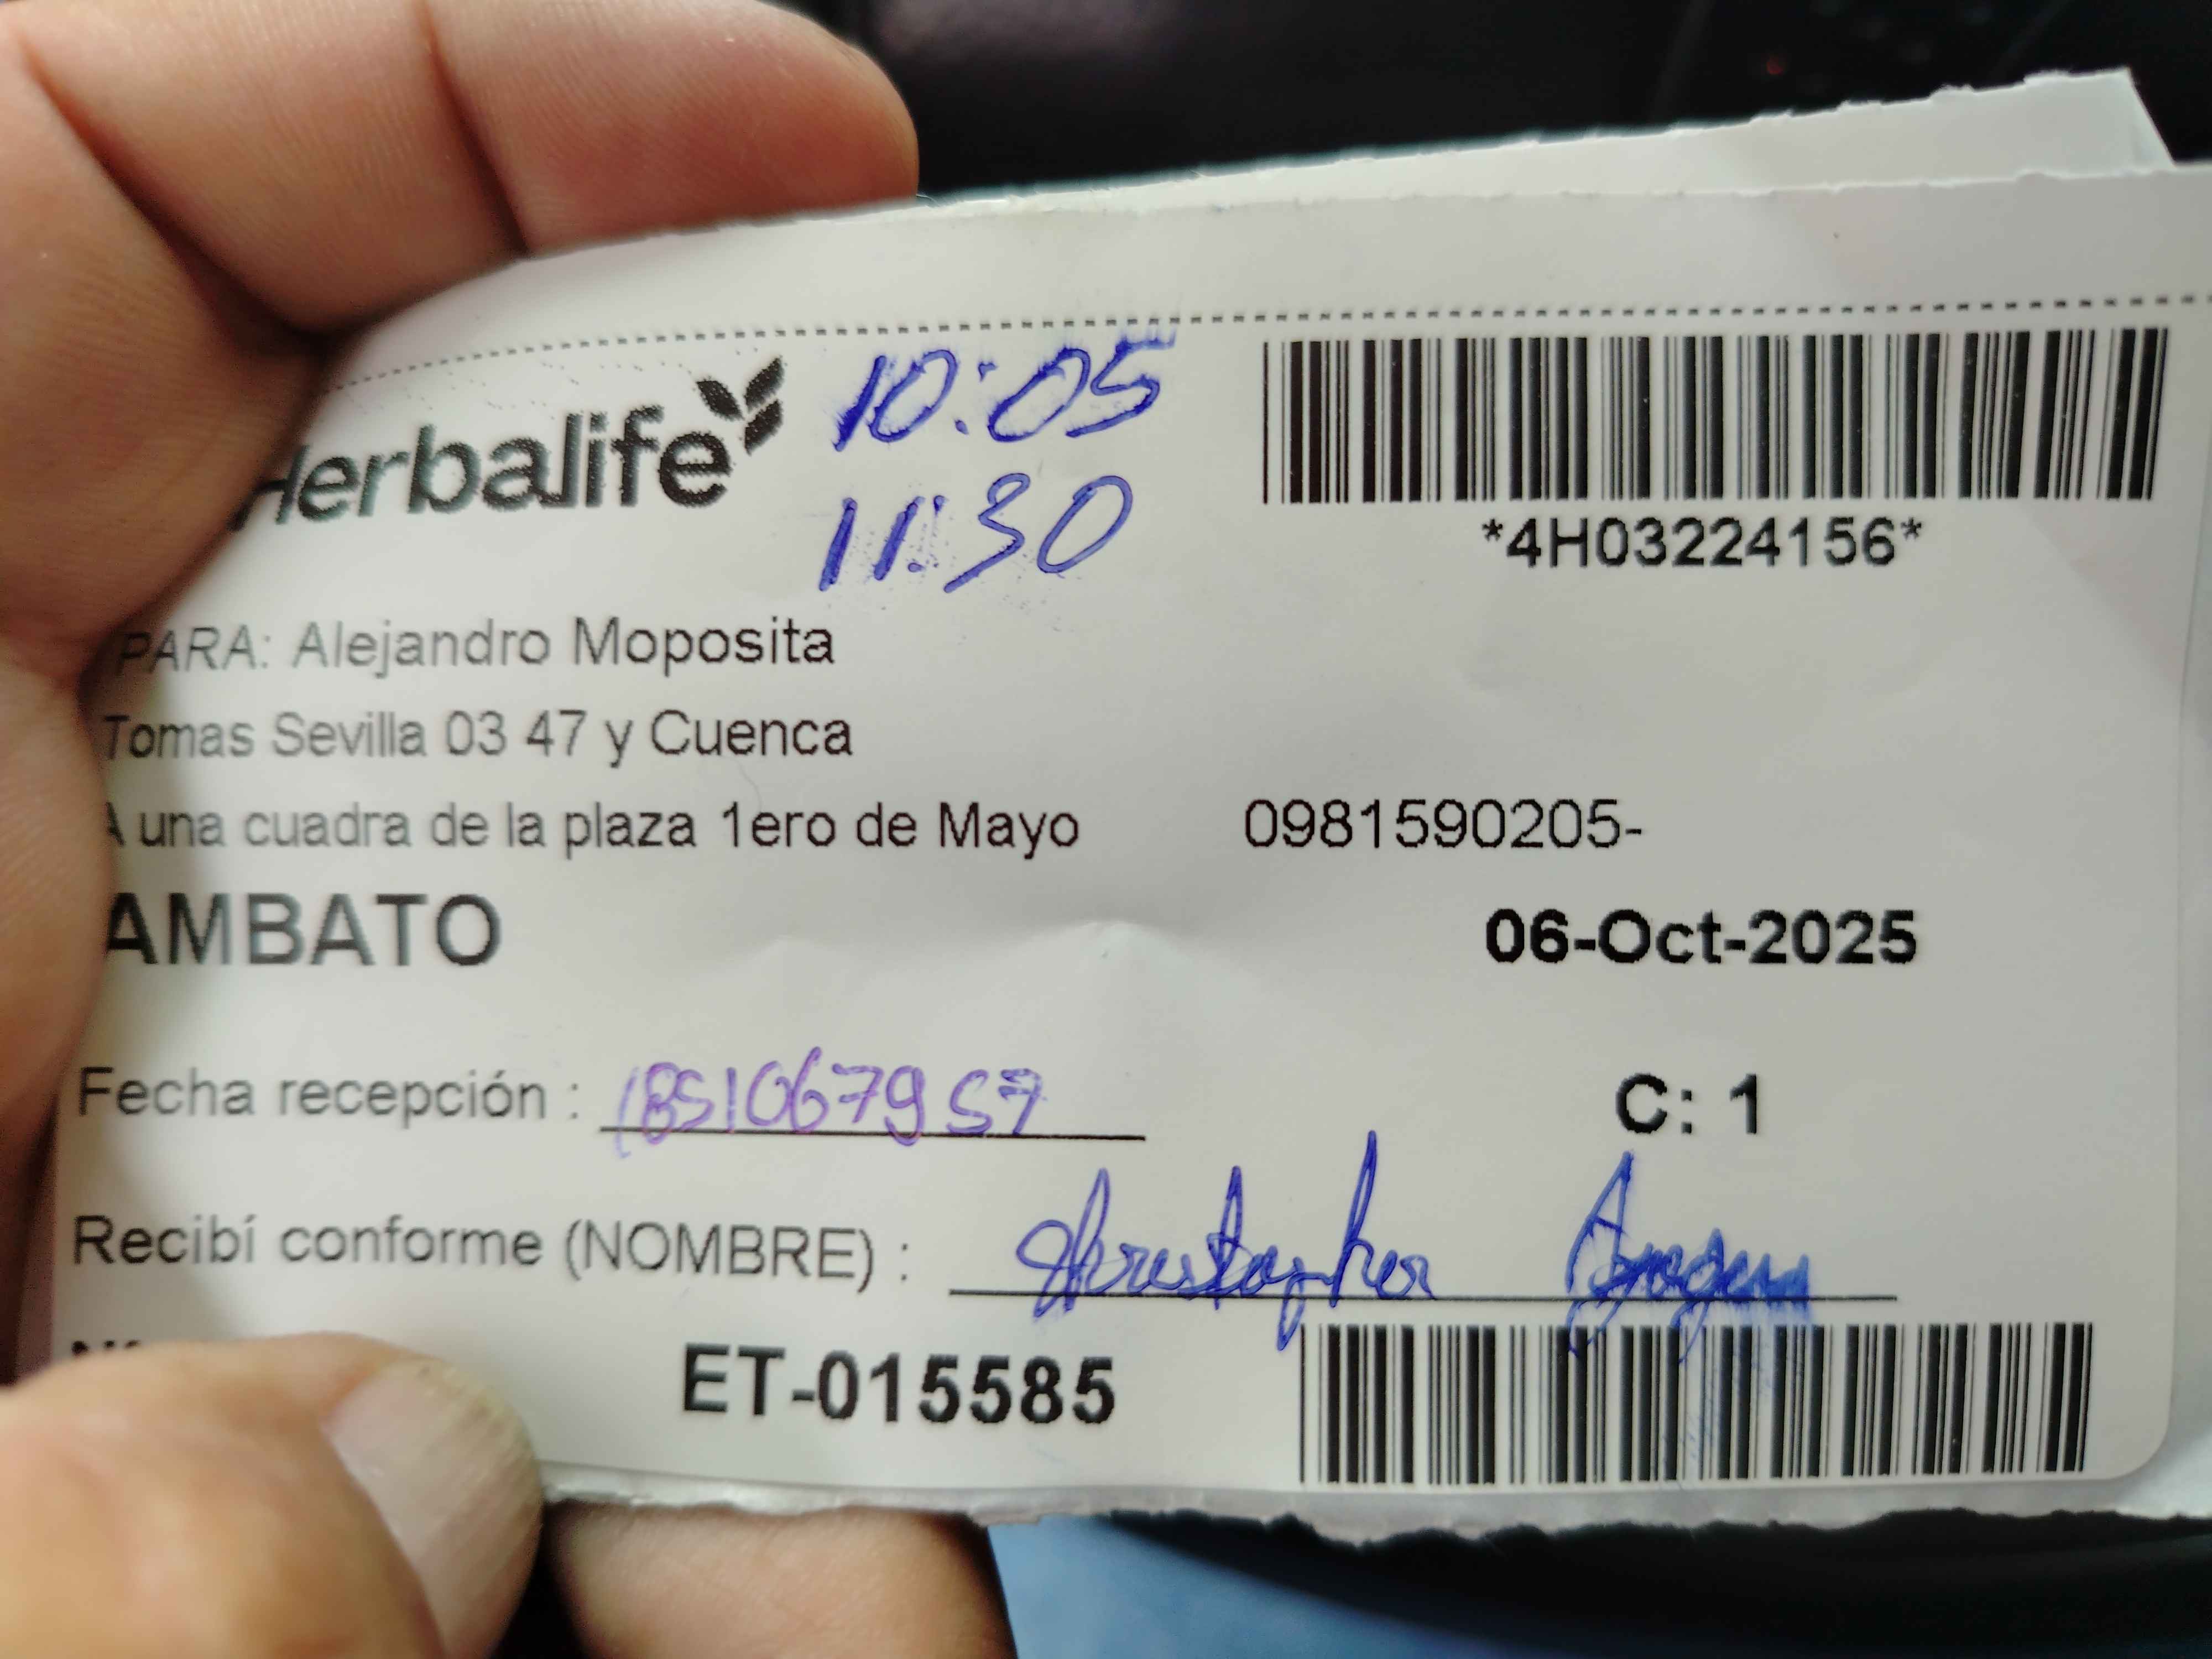 Herbalife
10:05
11:30
*4H03224156*
PARA: Alejandro Moposita
Tomas Sevilla 03 47 y Cuenca
A una cuadra de la plaza 1ero de Mayo 0981590205-
AMBATO
06-Oct-2025
Fecha recepción : 1851067957
C: 1
Recibí conforme (NOMBRE) : Christopher
ET-015585